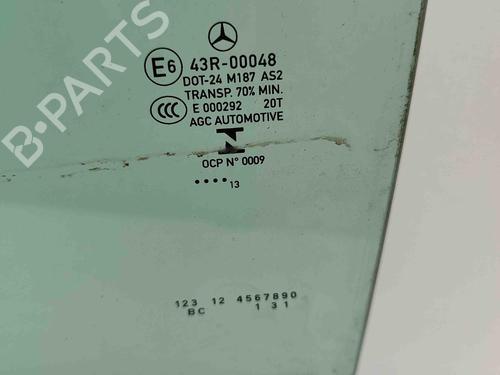 E6 43R-00048
DOT-24 M187 AS2
TRANSP. 70% MIN.
CCC E 000292 20T
AGC AUTOMOTIVE
N
OCP N° 0009
.... 13
123 12 4567890
BC 1 3 1
B-PARTS